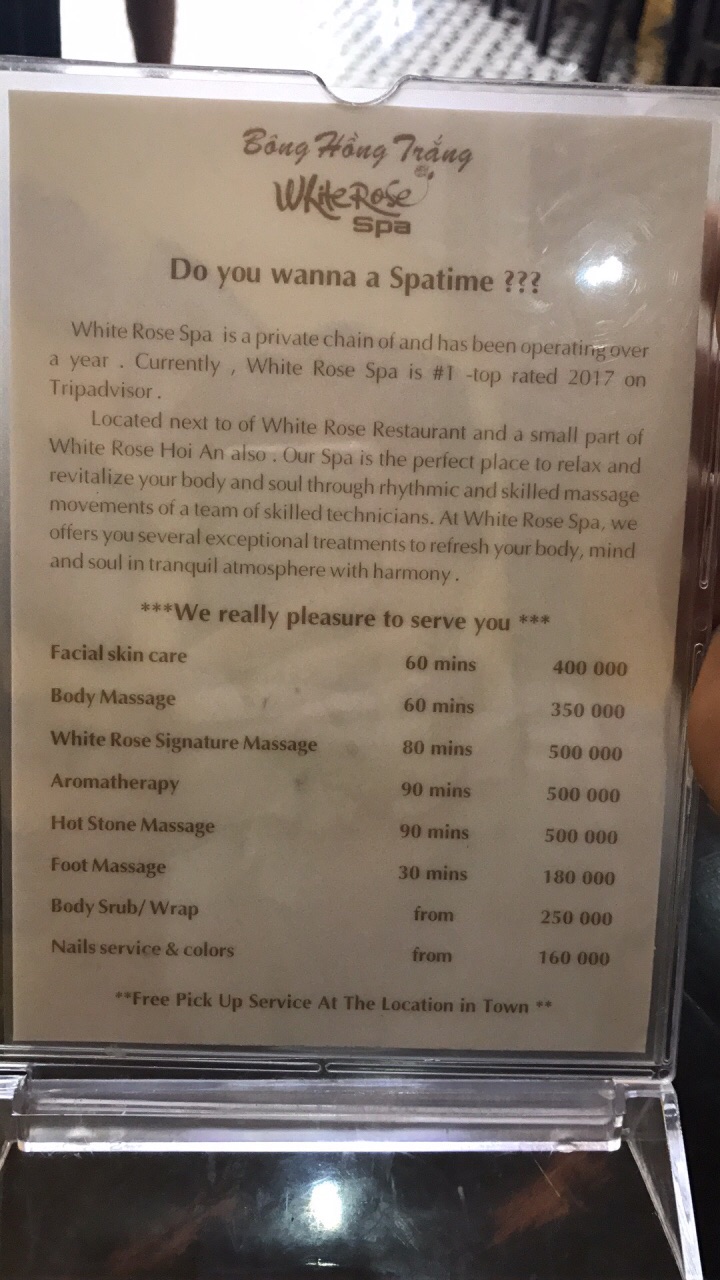 Bông Hồng Trắng
White Rose
Spa
Do you wanna a Spatime ???
White Rose Spa is a private chain of and has been operating over
a year . Currently , White Rose Spa is #1 -top rated 2017 on
Tripadvisor .
Located next to of White Rose Restaurant and a small part of
White Rose Hoi An also . Our Spa is the perfect place to relax and
revitalize your body and soul through rhythmic and skilled massage
movements of a team of skilled technicians. At White Rose Spa, we
offers you several exceptional treatments to refresh your body, mind
and soul in tranquil atmosphere with harmony .
***We really pleasure to serve you ***
Facial skin care 60 mins 400 000
Body Massage 60 mins 350 000
White Rose Signature Massage 80 mins 500 000
Aromatherapy 90 mins 500 000
Hot Stone Massage 90 mins 500 000
Foot Massage 30 mins 180 000
Body Srub/ Wrap from 250 000
Nails service & colors from 160 000
**Free Pick Up Service At The Location in Town **